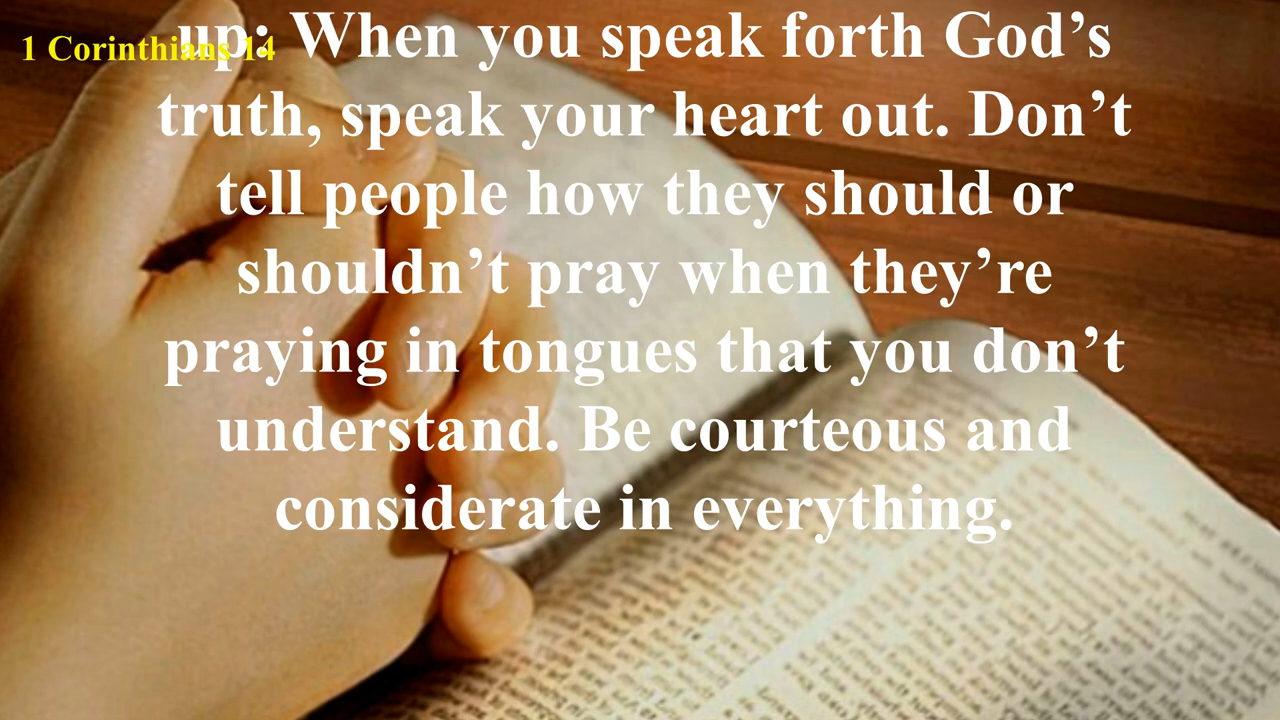 1 Corinthians 14
up: When you speak forth God’s
truth, speak your heart out. Don’t
tell people how they should or
shouldn’t pray when they’re
praying in tongues that you don’t
understand. Be courteous and
considerate in everything.